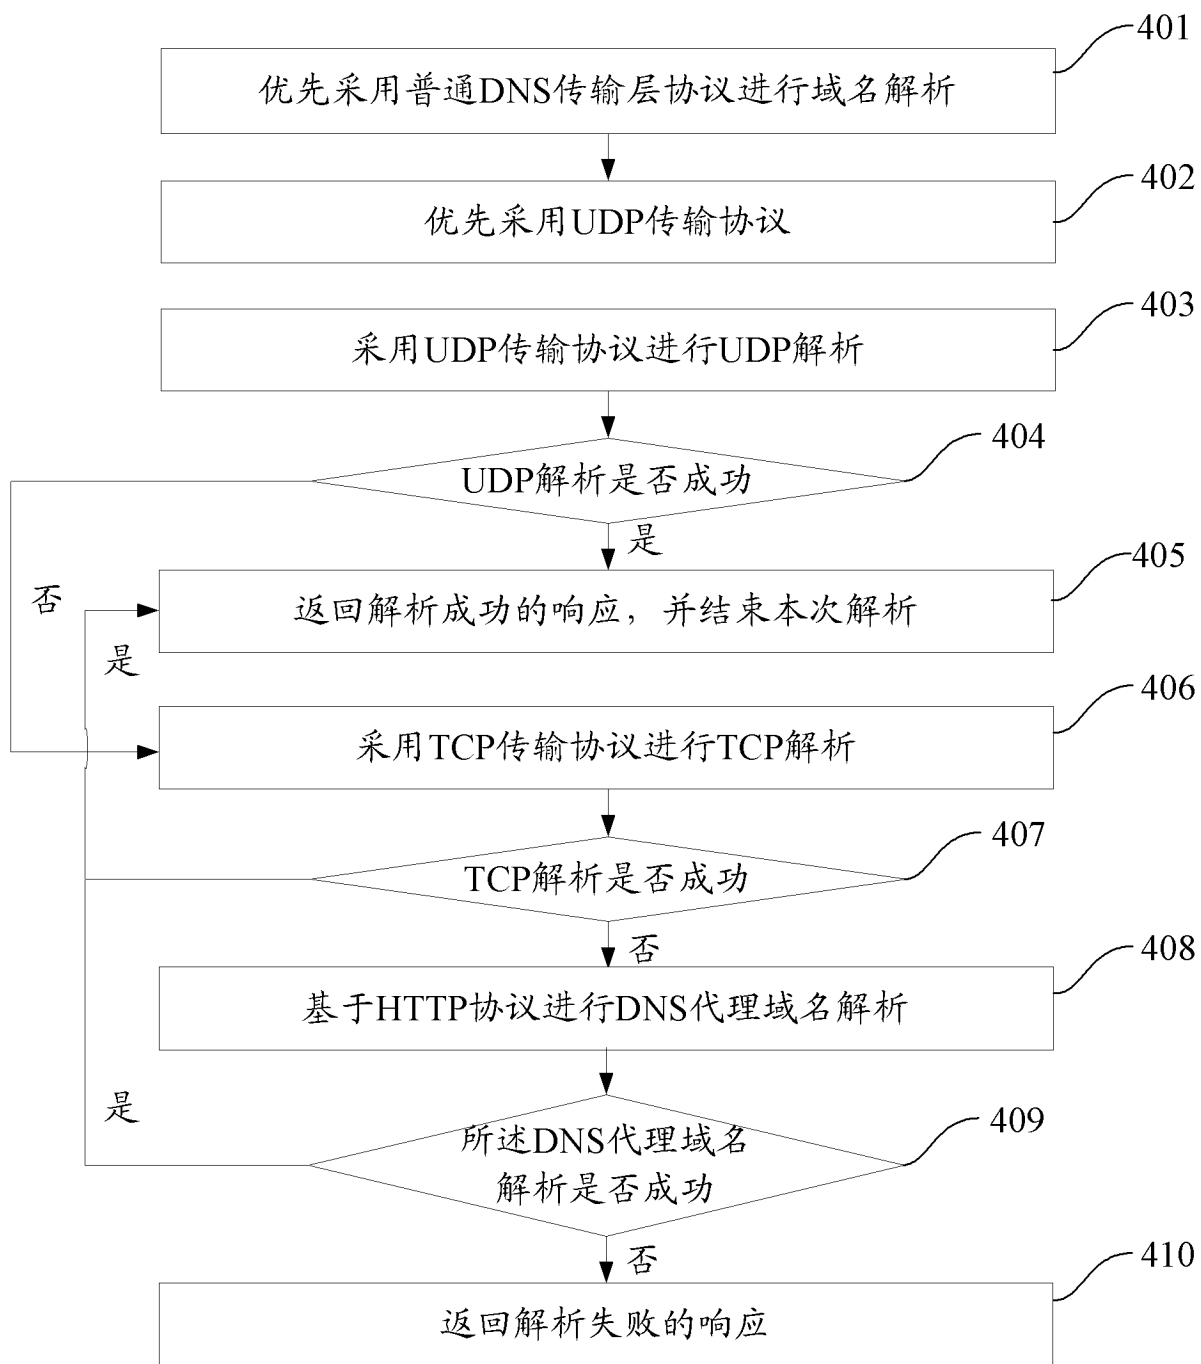 401
优先采用普通DNS传输层协议进行域名解析
402
优先采用UDP传输协议
403
采用UDP传输协议进行UDP解析
404
UDP解析是否成功
是
405
否
返回解析成功的响应，并结束本次解析
是
406
采用TCP传输协议进行TCP解析
407
TCP解析是否成功
否
408
基于HTTP协议进行DNS代理域名解析
是
409
所述DNS代理域名
解析是否成功
否
410
返回解析失败的响应